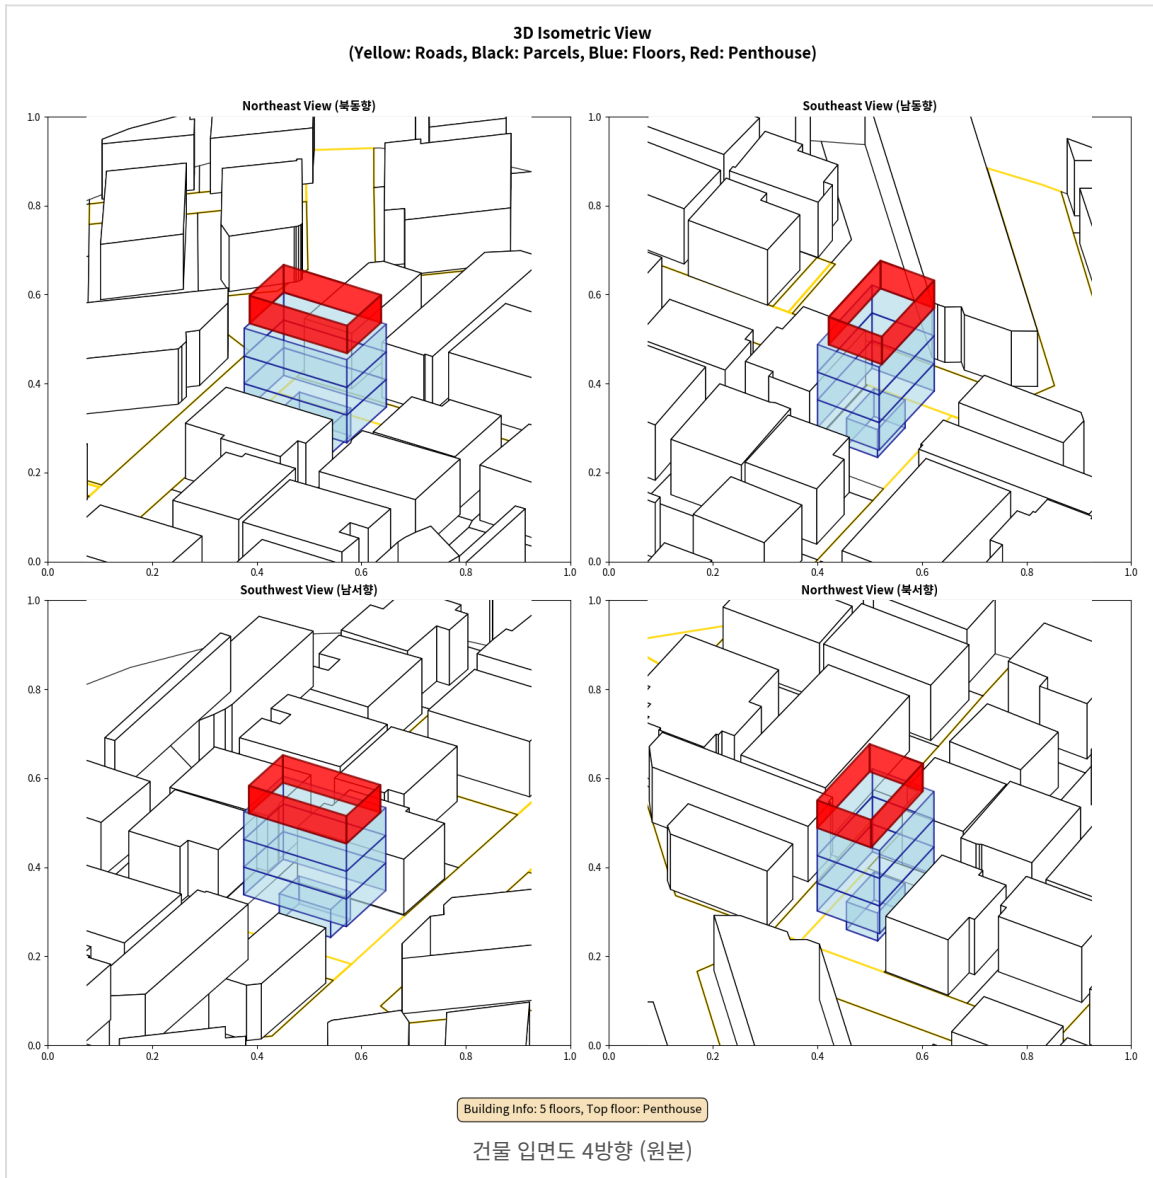 3D Isometric View
(Yellow: Roads, Black: Parcels, Blue: Floors, Red: Penthouse)
Northeast View (북동향)
1.0
0.8
0.6
0.4
0.2
0.0
0.0 0.2 0.4 0.6 0.8 1.0
Southeast View (남동향)
1.0
0.8
0.6
0.4
0.2
0.0
0.0 0.2 0.4 0.6 0.8 1.0
Southwest View (남서향)
1.0
0.8
0.6
0.4
0.2
0.0
0.0 0.2 0.4 0.6 0.8 1.0
Northwest View (북서향)
1.0
0.8
0.6
0.4
0.2
0.0
0.0 0.2 0.4 0.6 0.8 1.0
Building Info: 5 floors, Top floor: Penthouse
건물 입면도 4방향 (원본)